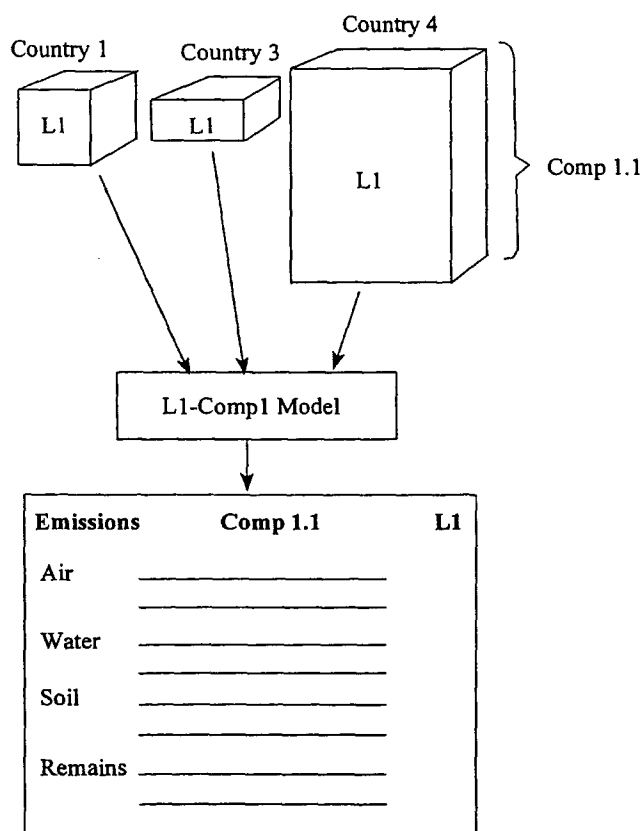 Country 1
Country 3
Country 4
L1
L1
L1
Comp 1.1
L1-Comp1 Model
Emissions Comp 1.1 L1
Air
Water
Soil
Remains